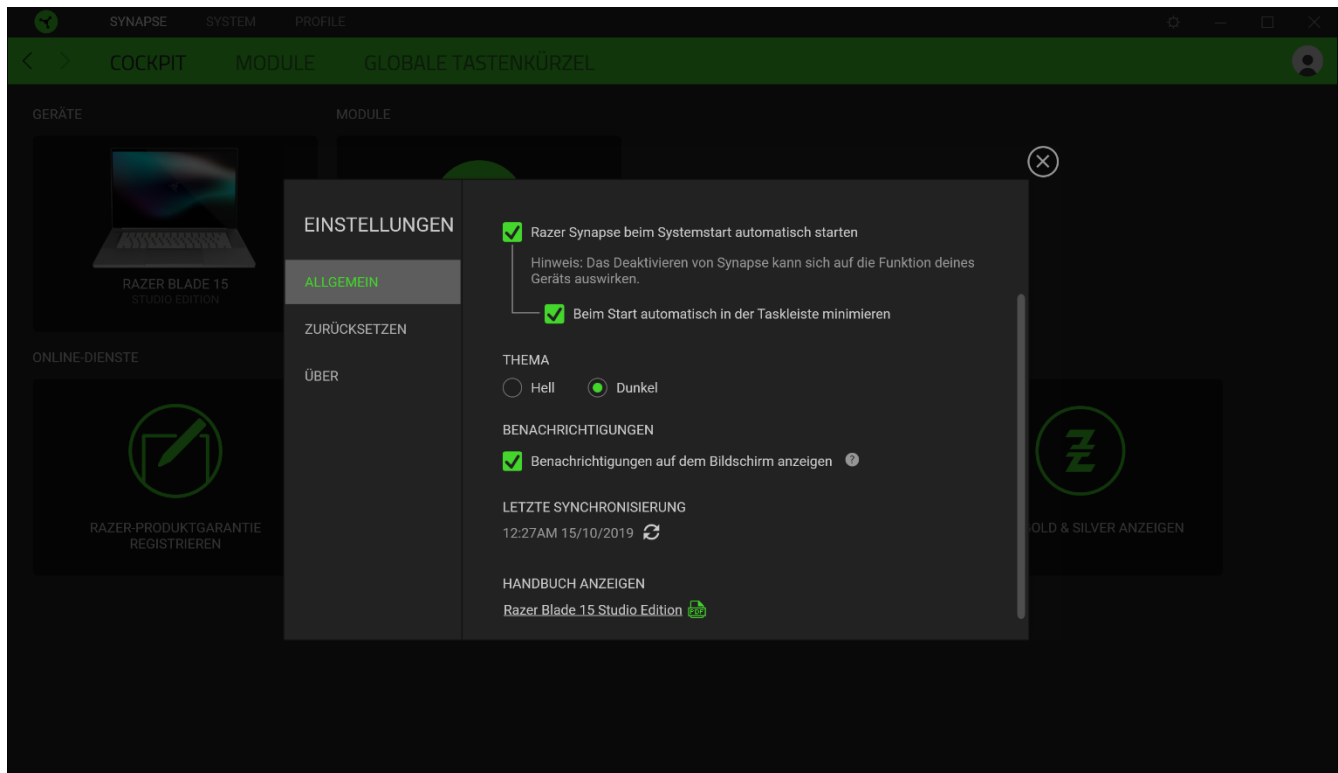 SYNAPSE
SYSTEM
PROFILE
COCKPIT
MODULE
GLOBALE TASTENKÜRZEL
GERÄTE
MODULE
RAZER BLADE 15
STUDIO EDITION
ONLINE-DIENSTE
RAZER-PRODUKTGARANTIE
REGISTRIEREN
EINSTELLUNGEN
ALLGEMEIN
ZURÜCKSETZEN
ÜBER
Razer Synapse beim Systemstart automatisch starten
Hinweis: Das Deaktivieren von Synapse kann sich auf die Funktion deines
Geräts auswirken.
Beim Start automatisch in der Taskleiste minimieren
THEMA
Hell
Dunkel
BENACHRICHTIGUNGEN
Benachrichtigungen auf dem Bildschirm anzeigen ?
LETZTE SYNCHRONISIERUNG
12:27AM 15/10/2019
HANDBUCH ANZEIGEN
Razer Blade 15 Studio Edition PDF
& SILVER ANZEIGEN